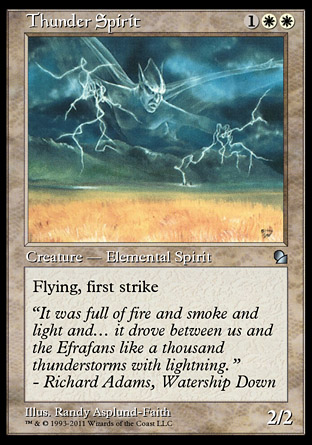 Thunder Spirit 1
Creature — Elemental Spirit
Flying, first strike
“It was full of fire and smoke and
light and… it drove between us and
the Efrafans like a thousand
thunderstorms with lightning.”
- Richard Adams, Watership Down
Illus. Randy Asplund-Faith
™ & © 1993-2011 Wizards of the Coast LLC
2/2